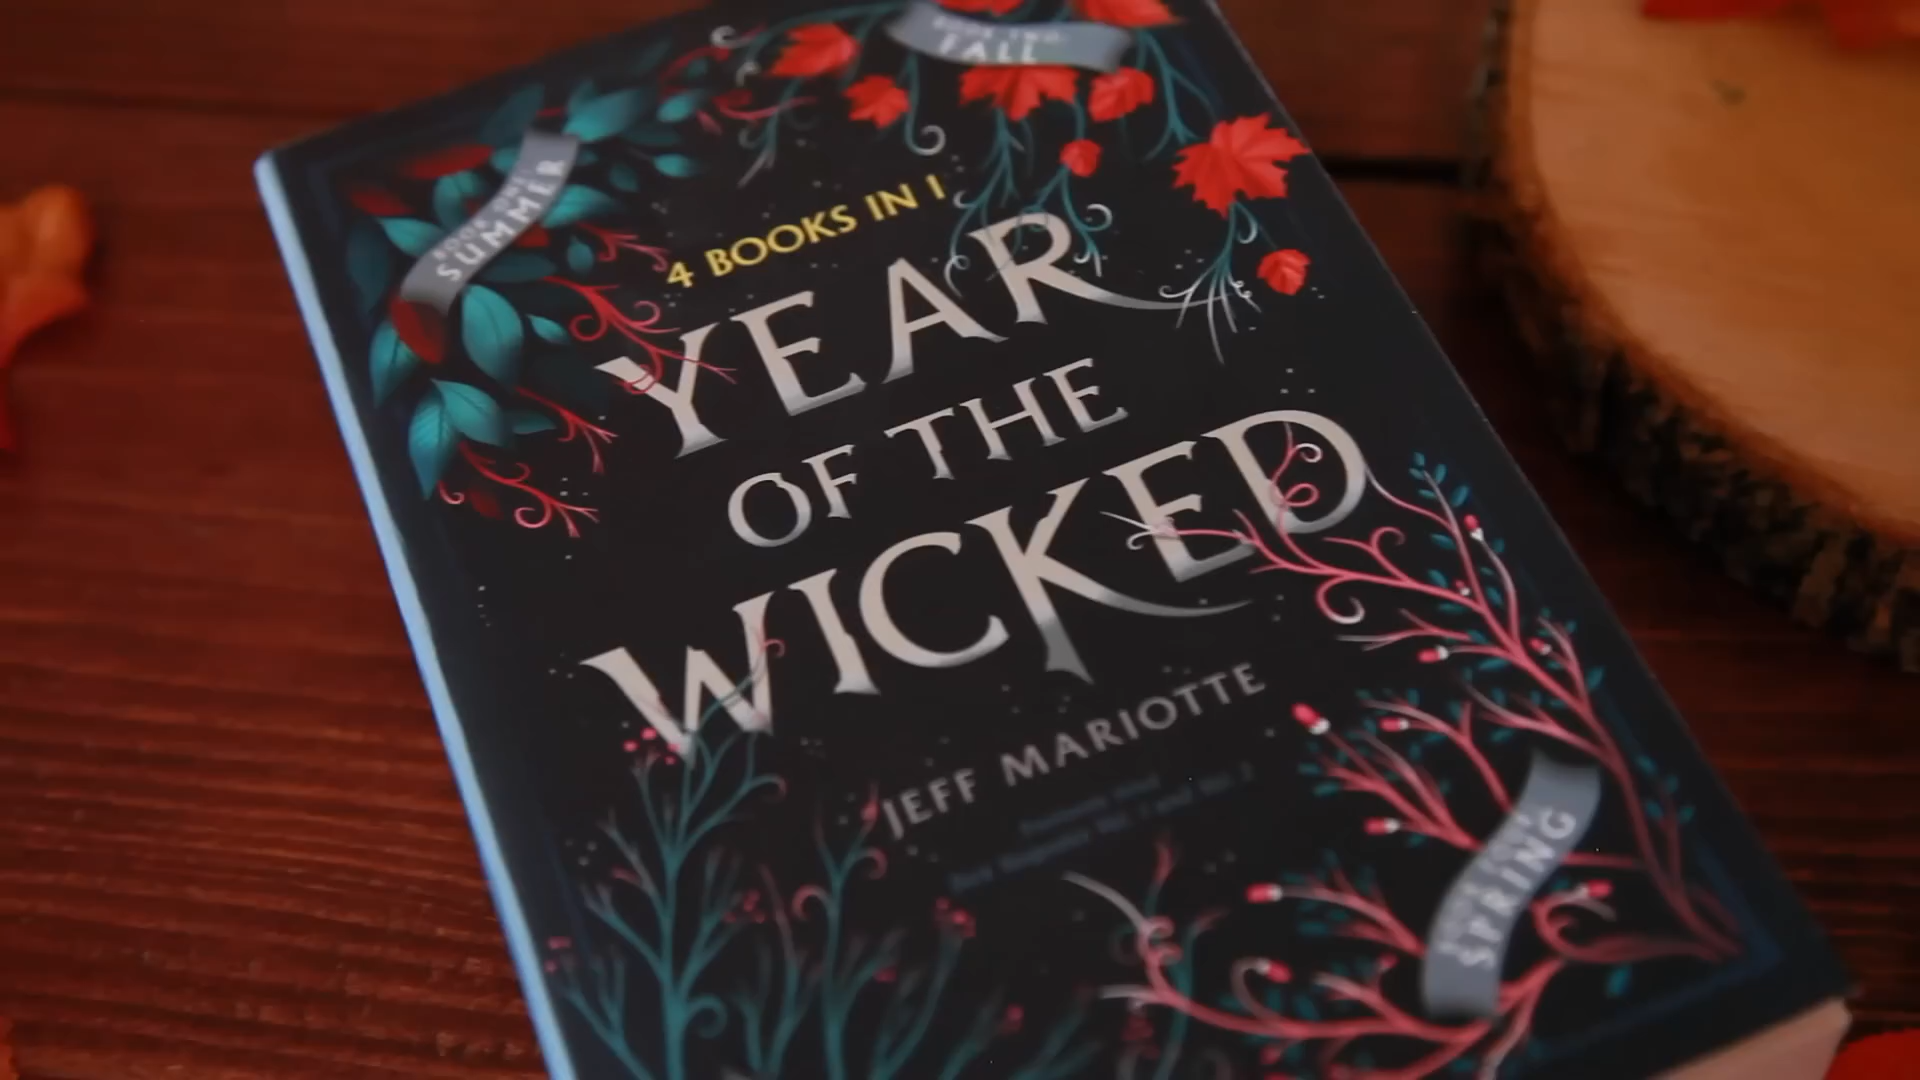 FALL
SUMMER
4 BOOKS IN 1
YEAR
OF THE
WICKED
JEFF MARIOTTE
SPRING